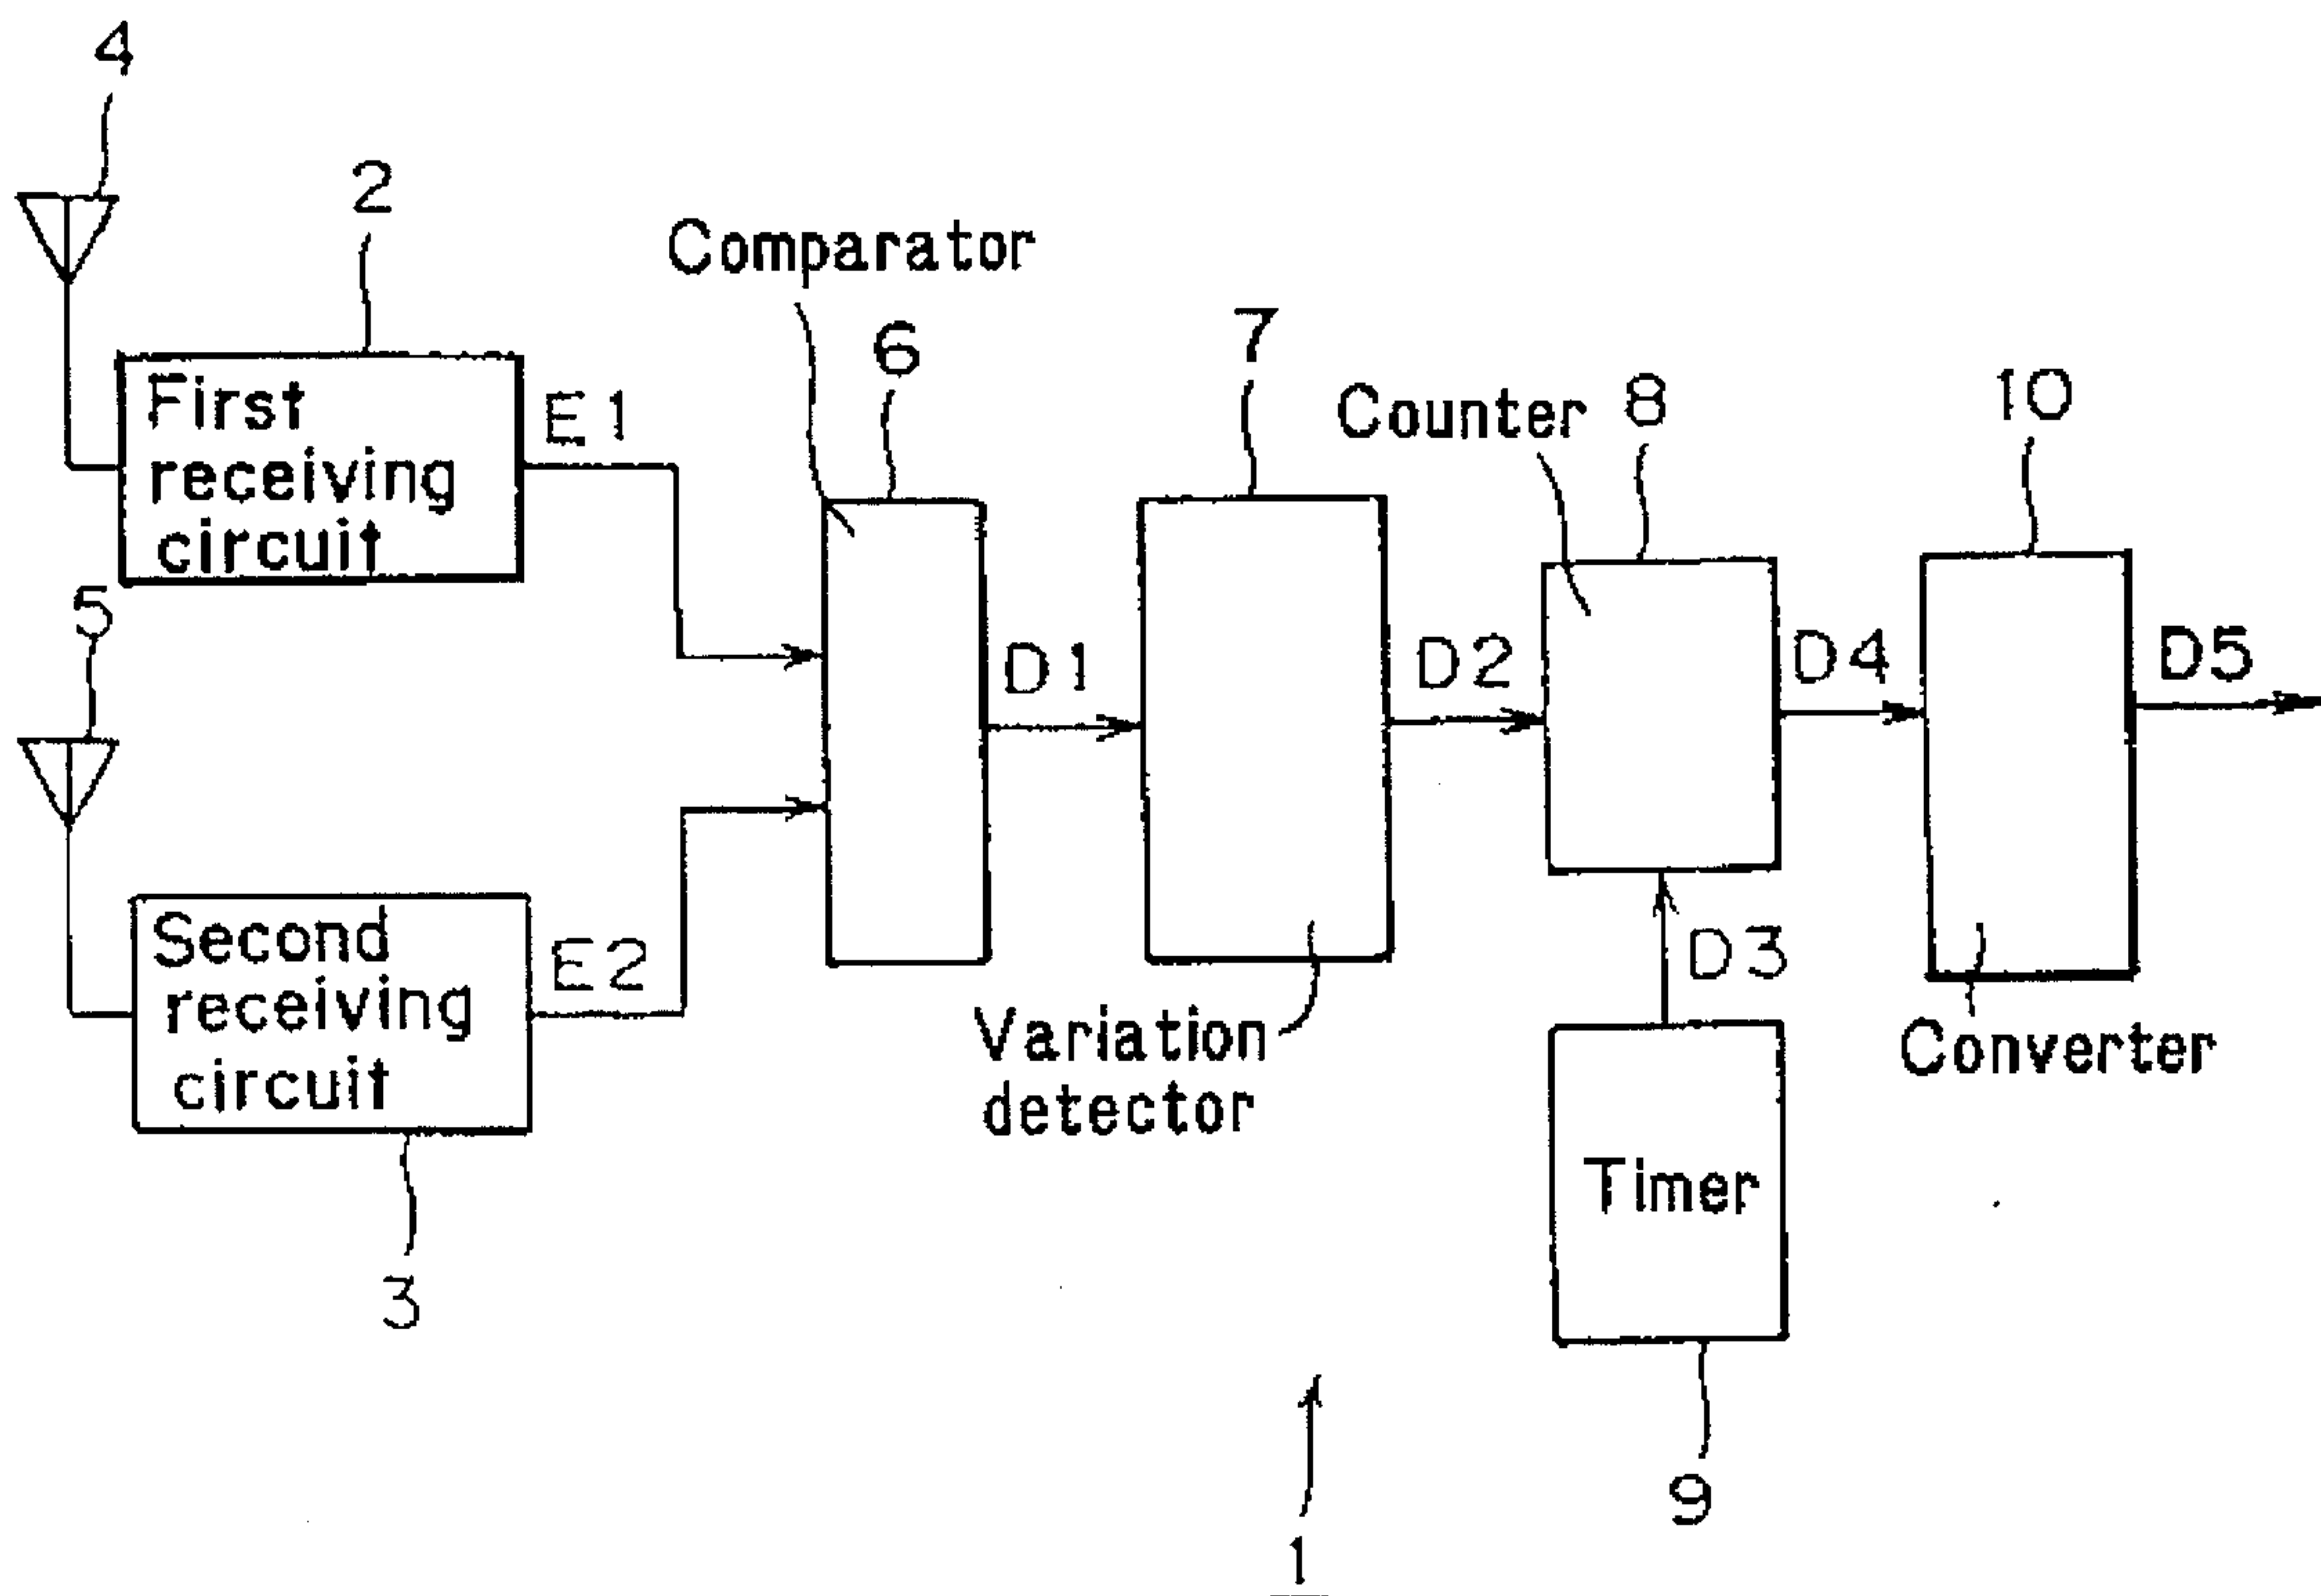 4
2
Comparator
6
7
Counter
8
10
First
receiving
circuit
E1
5
D1
D2
D4
D5
Second
receiving
circuit
E2
D3
Variation
detector
Converter
Timer
3
9
1